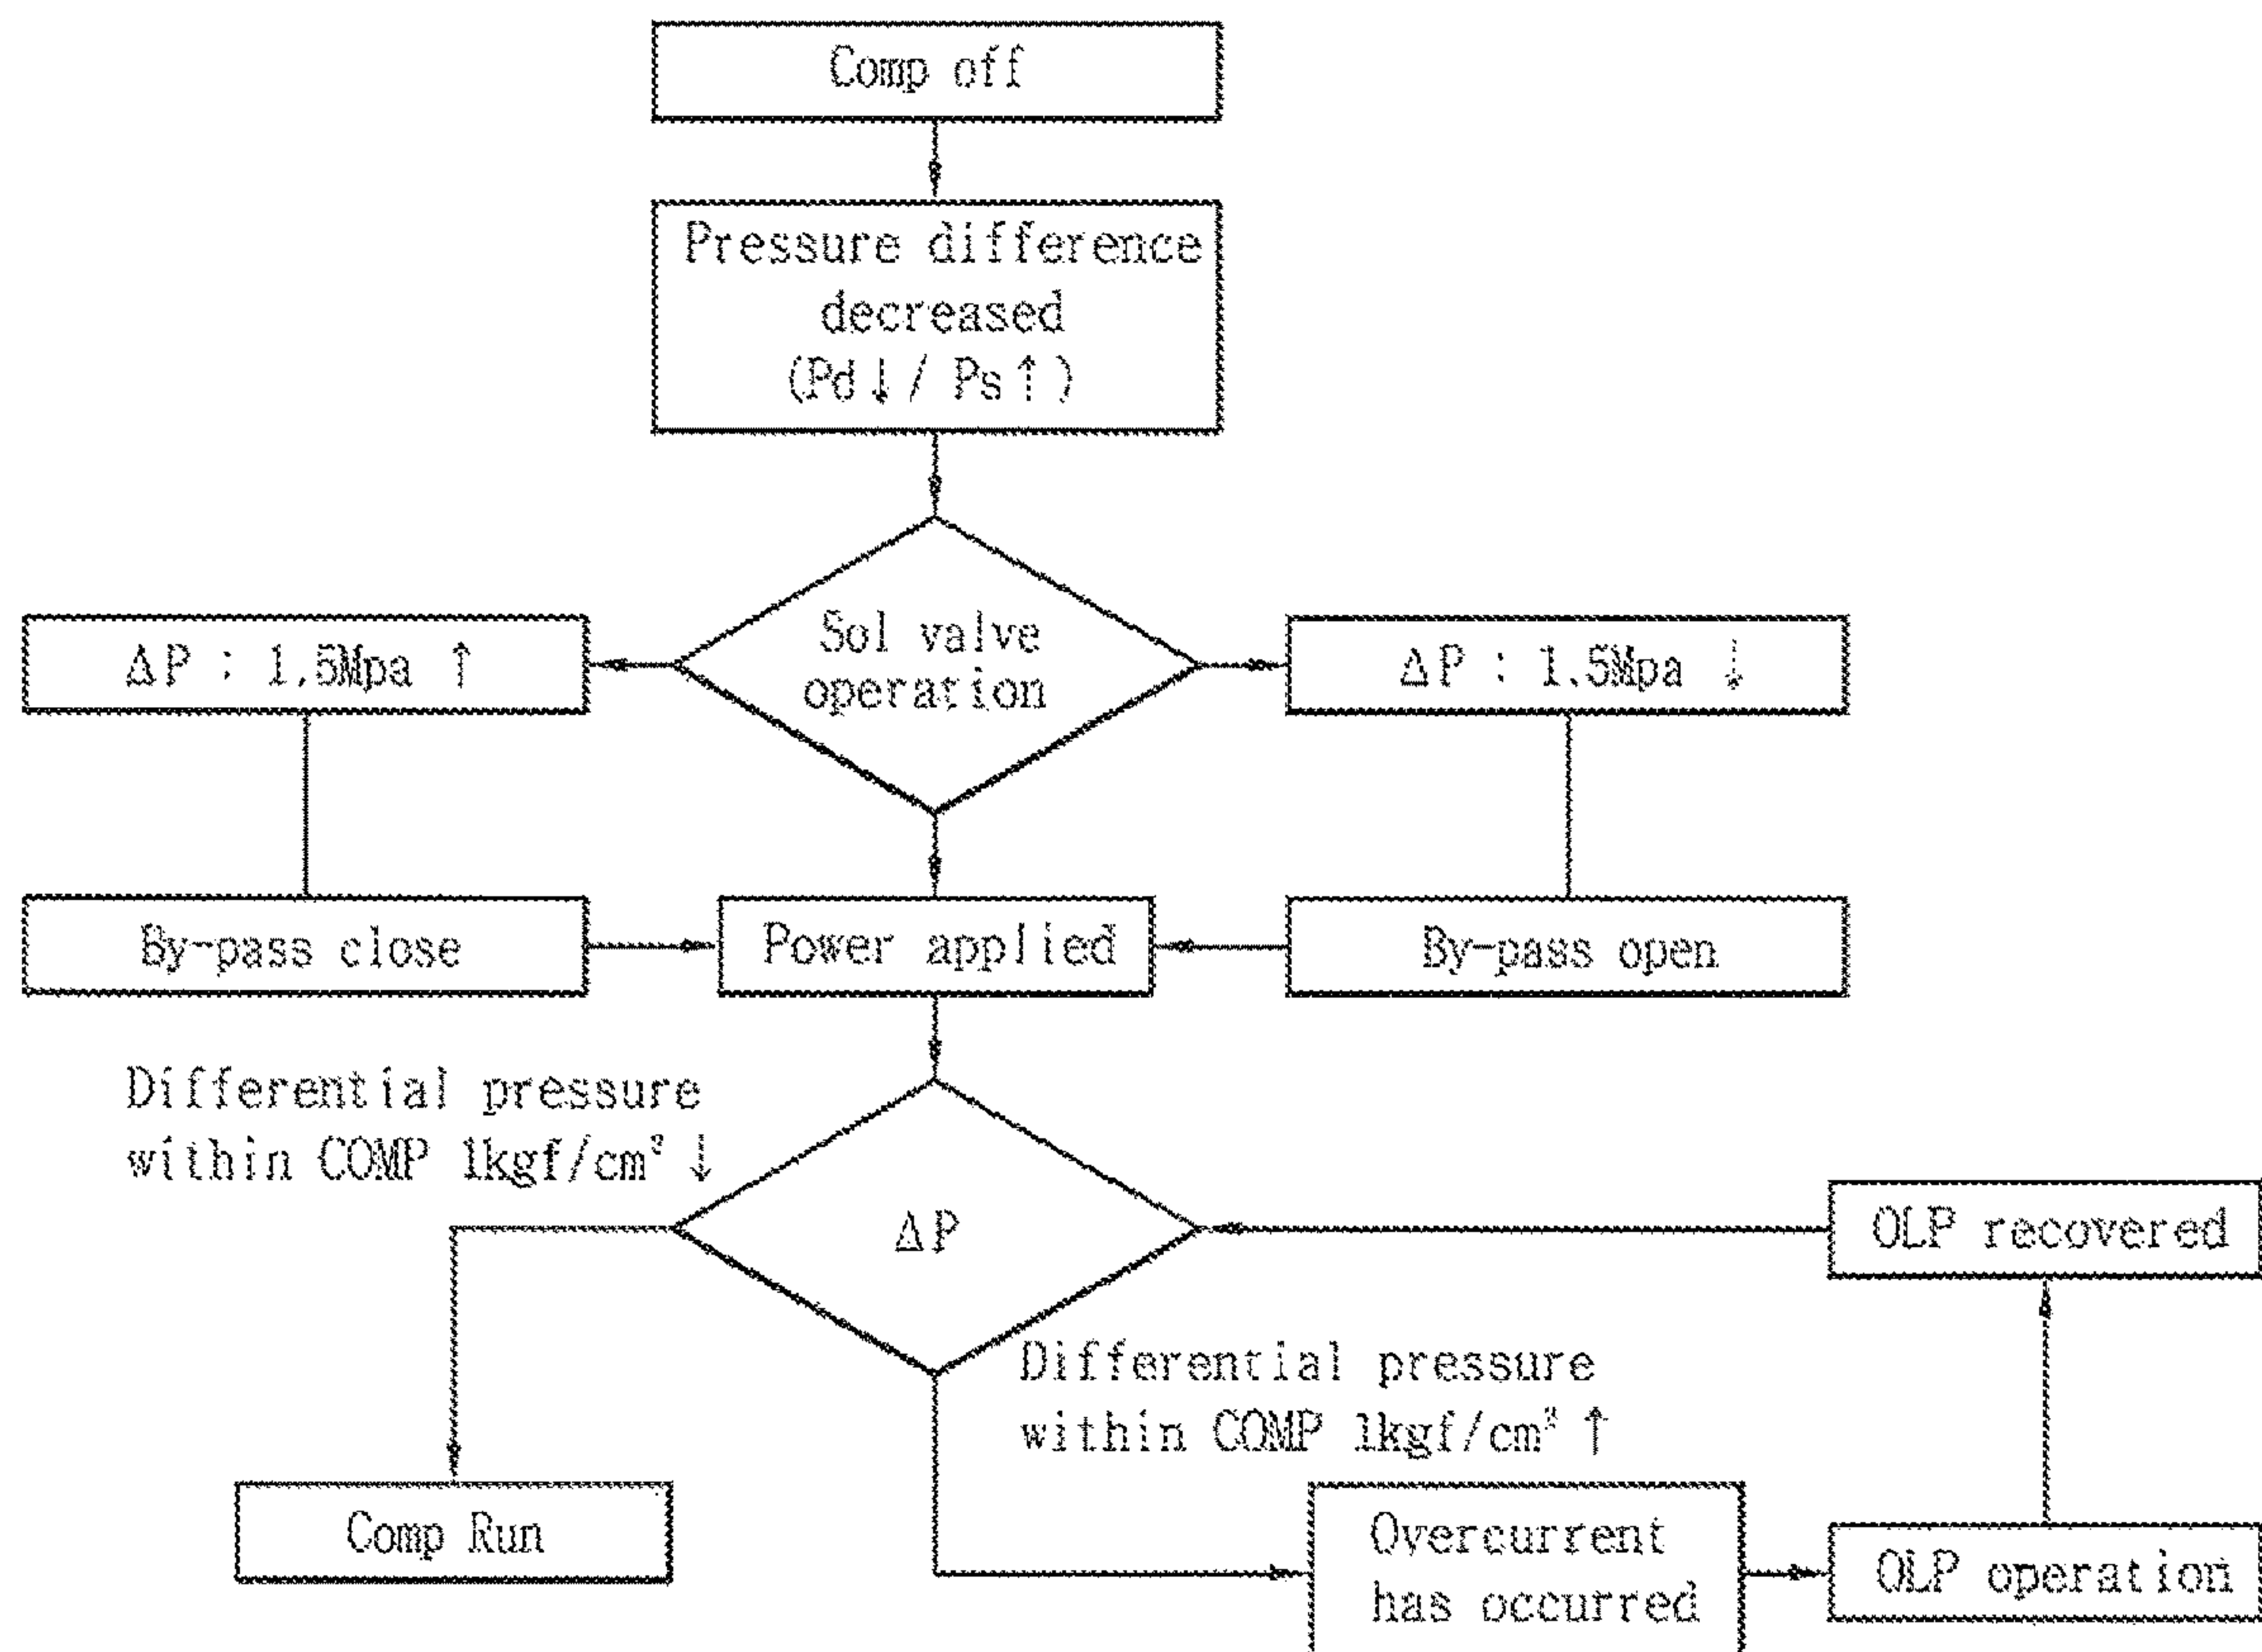 Comp off
Pressure difference
decreased
(Pd↓/ Ps↑)
Sol valve
operation
ΔP : 1.5Mpa ↑
ΔP : 1.5Mpa ↓
By-pass close
Power applied
By-pass open
Differential pressure
within COMP 1kgf/cm² ↓
ΔP
OLP recovered
Differential pressure
within COMP 1kgf/cm² ↑
Comp Run
Overcurrent
has occurred
OLP operation